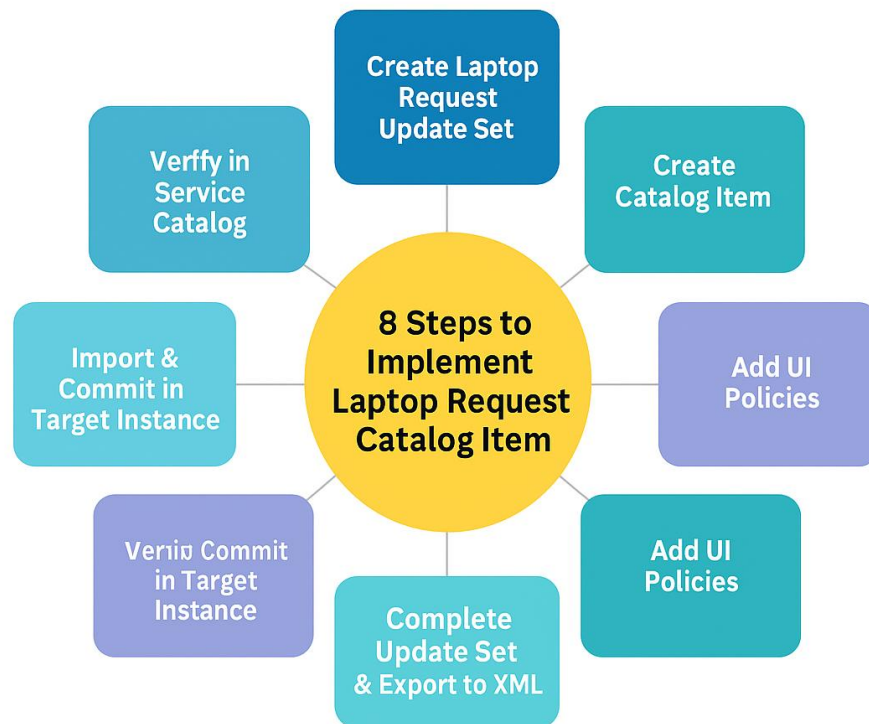 8 Steps to
Implement
Laptop Request
Catalog Item
Create Laptop
Request
Update Set
Create
Catalog Item
Add UI
Policies
Add UI
Policies
Complete
Update Set
& Export to XML
Commit
in Target
Instance
Import &
Commit in
Target Instance
Verffy in
Service
Catalog